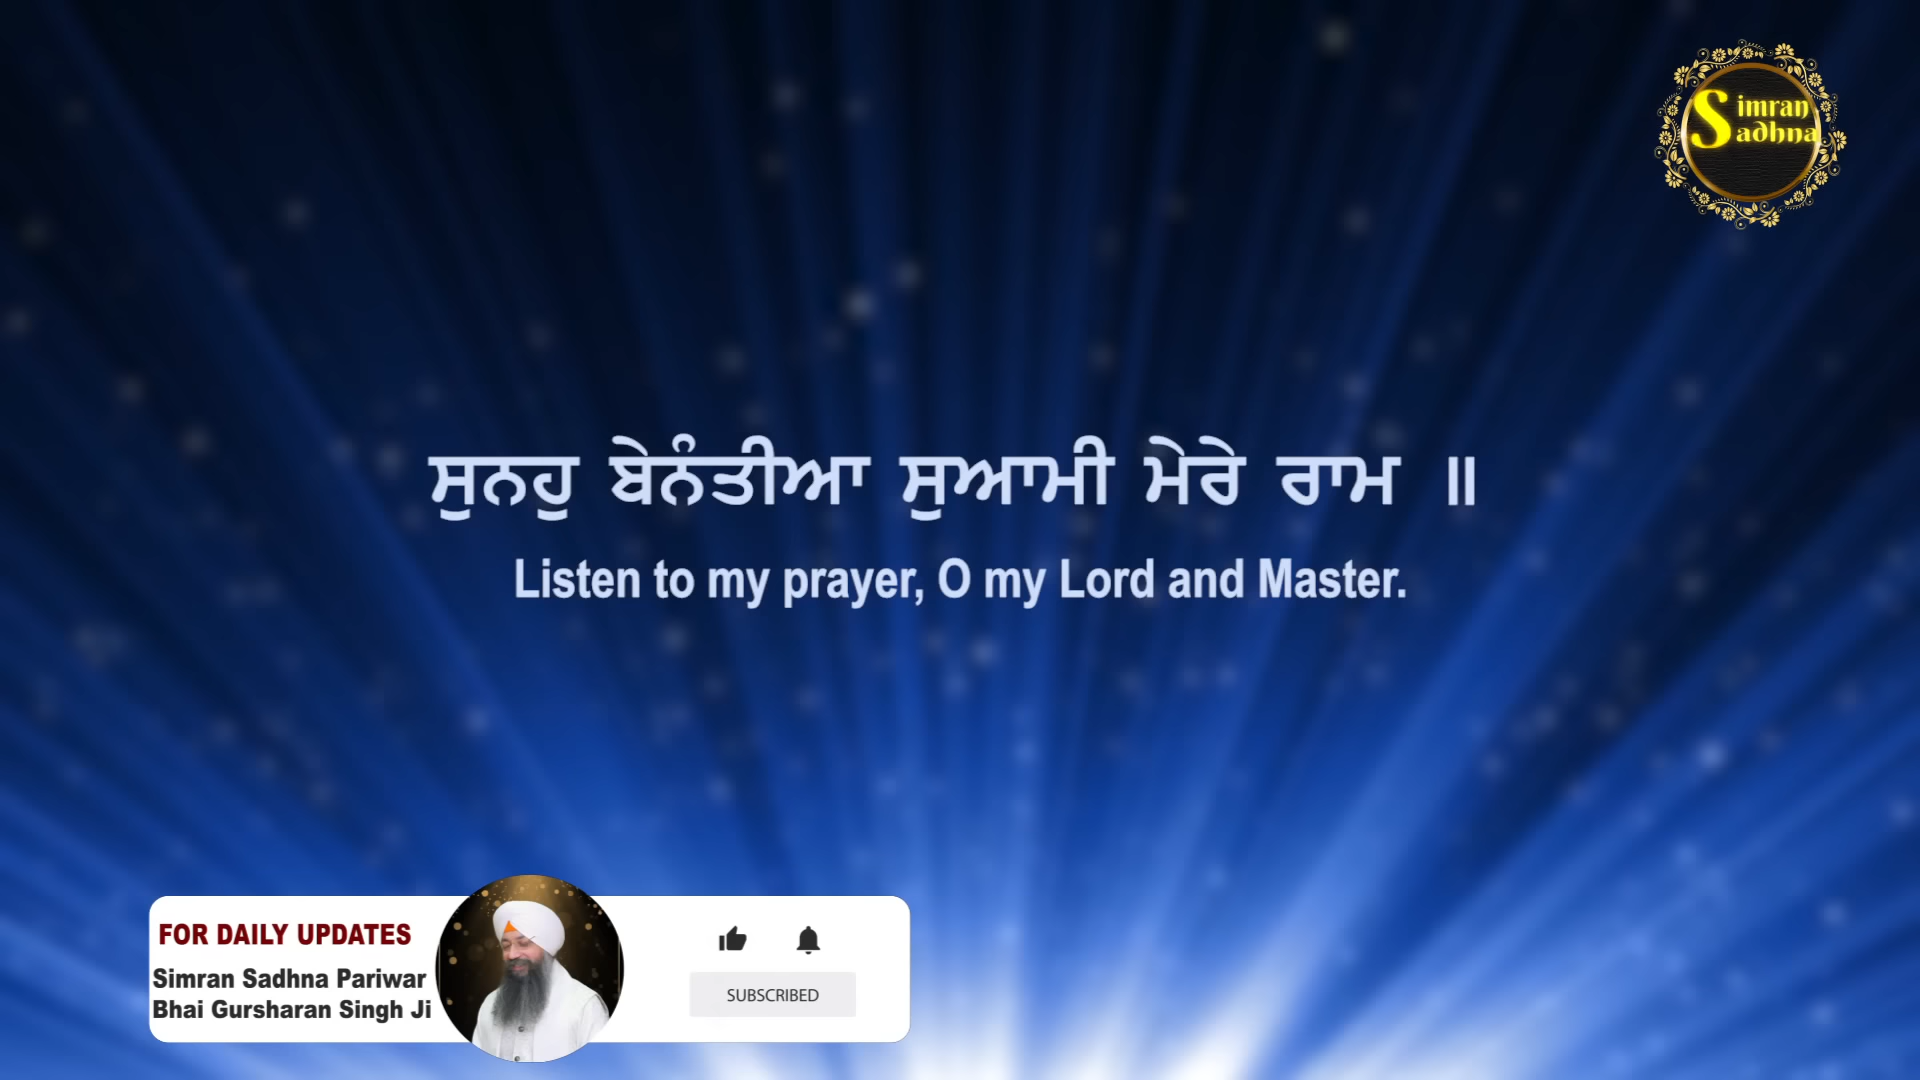 Simran
Sadhna
ਸੁਨਹੁ ਬੇਨੰਤੀਆ ਸੁਆਮੀ ਮੇਰੇ ਰਾਮ ॥
Listen to my prayer, O my Lord and Master.
FOR DAILY UPDATES
Simran Sadhna Pariwar
Bhai Gursharan Singh Ji
SUBSCRIBED